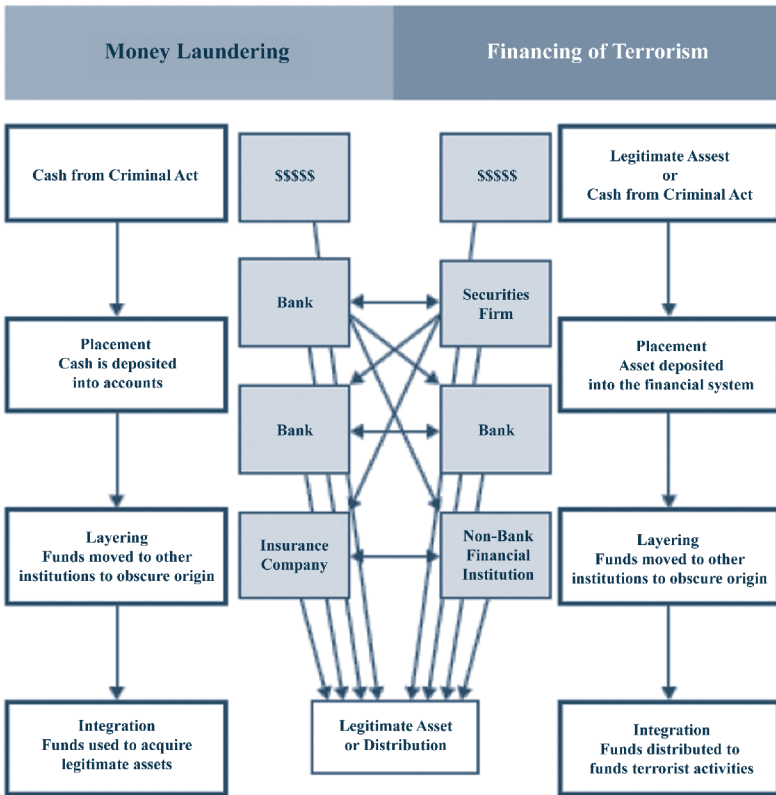 Money Laundering
Financing of Terrorism
Cash from Criminal Act
$$$$$
$$$$$
Legitimate Assest
or
Cash from Criminal Act
Bank
Securities
Firm
Placement
Cash is deposited
into accounts
Placement
Asset deposited
into the financial system
Bank
Bank
Layering
Funds moved to other
institutions to obscure origin
Insurance
Company
Non-Bank
Financial
Institution
Layering
Funds moved to other
institutions to obscure origin
Integration
Funds used to acquire
legitimate assets
Legitimate Asset
or Distribution
Integration
Funds distributed to
funds terrorist activities